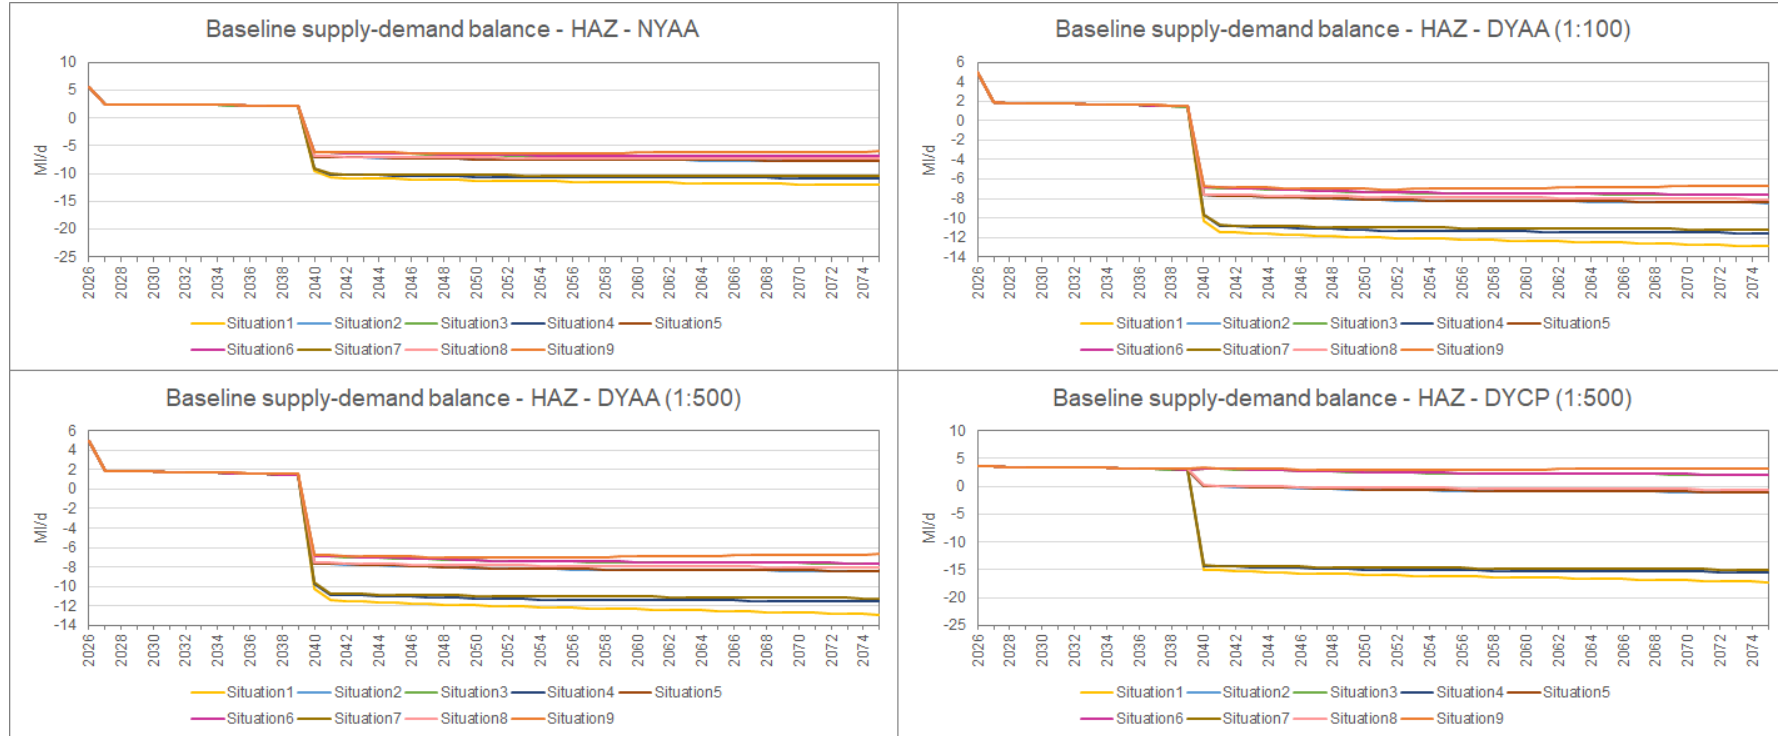 Baseline supply-demand balance - HAZ - NYAA
10
5
0
-5
-10
-15
-20
-25
Ml/d
2026 2028 2030 2032 2034 2036 2038 2040 2042 2044 2046 2048 2050 2052 2054 2056 2058 2060 2062 2064 2066 2068 2070 2072 2074
Situation1 Situation2 Situation3 Situation4 Situation5
Situation6 Situation7 Situation8 Situation9
Baseline supply-demand balance - HAZ - DYAA (1:100)
6
4
2
0
-2
-4
-6
-8
-10
-12
-14
Ml/d
2026 2028 2030 2032 2034 2036 2038 2040 2042 2044 2046 2048 2050 2052 2054 2056 2058 2060 2062 2064 2066 2068 2070 2072 2074
Situation1 Situation2 Situation3 Situation4 Situation5
Situation6 Situation7 Situation8 Situation9
Baseline supply-demand balance - HAZ - DYAA (1:500)
6
4
2
0
-2
-4
-6
-8
-10
-12
-14
Ml/d
2026 2028 2030 2032 2034 2036 2038 2040 2042 2044 2046 2048 2050 2052 2054 2056 2058 2060 2062 2064 2066 2068 2070 2072 2074
Situation1 Situation2 Situation3 Situation4 Situation5
Situation6 Situation7 Situation8 Situation9
Baseline supply-demand balance - HAZ - DYCP (1:500)
10
5
0
-5
-10
-15
-20
-25
Ml/d
2026 2028 2030 2032 2034 2036 2038 2040 2042 2044 2046 2048 2050 2052 2054 2056 2058 2060 2062 2064 2066 2068 2070 2072 2074
Situation1 Situation2 Situation3 Situation4 Situation5
Situation6 Situation7 Situation8 Situation9